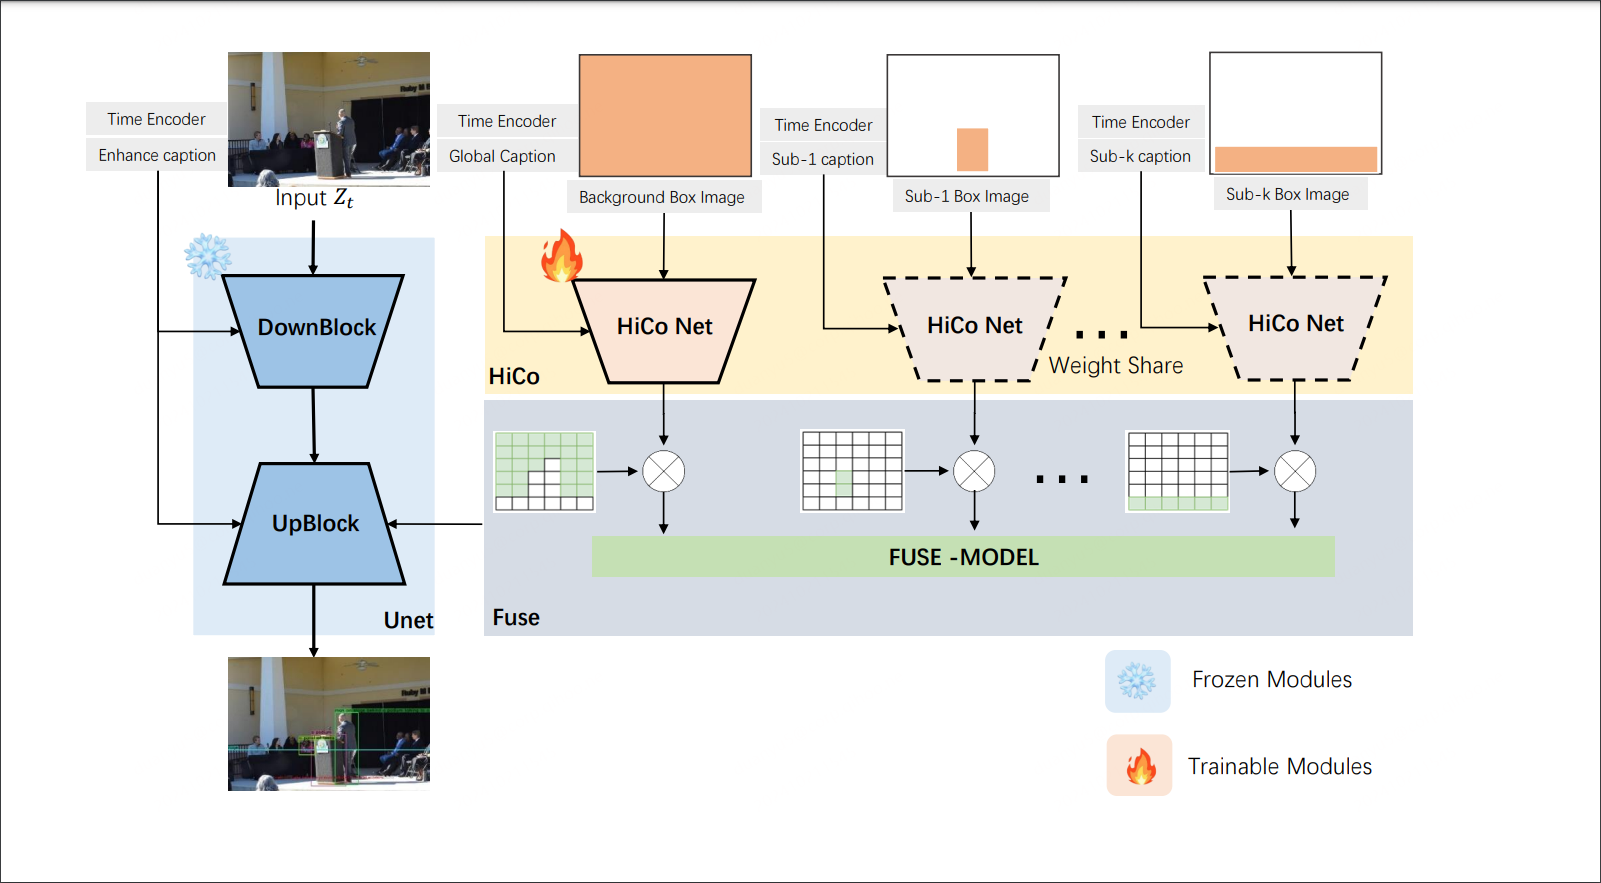 Time Encoder
Enhance caption
Input Z_t
Time Encoder
Global Caption
Background Box Image
Time Encoder
Sub-1 caption
Sub-1 Box Image
Time Encoder
Sub-k caption
Sub-k Box Image
DownBlock
UpBlock
Unet
HiCo Net
HiCo Net
HiCo Net
...
Weight Share
HiCo
...
FUSE -MODEL
Fuse
Frozen Modules
Trainable Modules